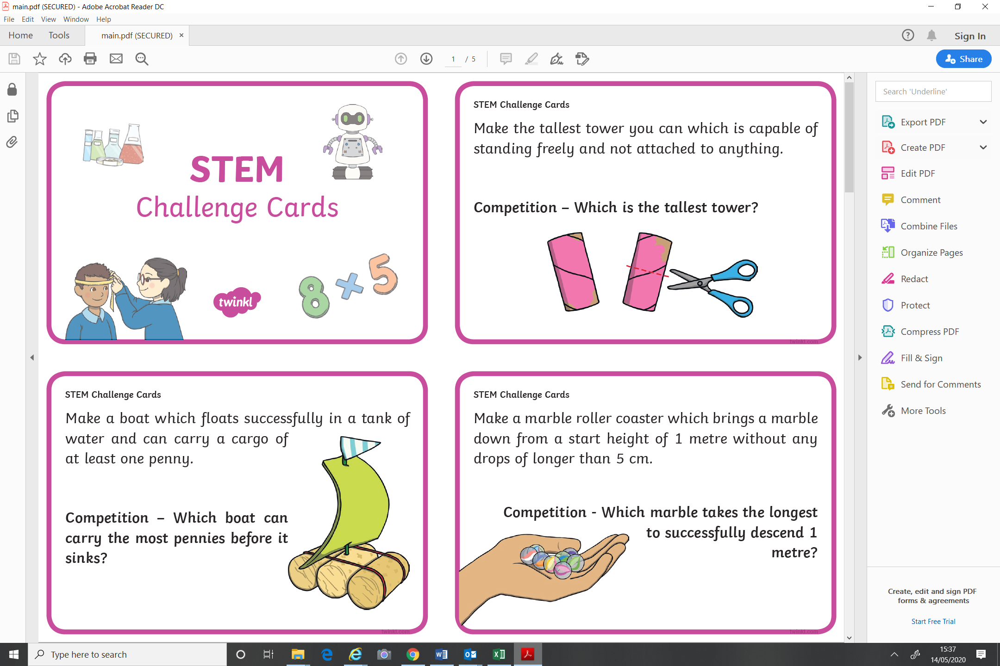 main.pdf (SECURED) - Adobe Acrobat Reader DC
File Edit View Window Help
Home Tools main.pdf (SECURED) × Sign In
1 / 5
Share
STEM
Challenge Cards
twinkl
8 × 5
STEM Challenge Cards
Make the tallest tower you can which is capable of
standing freely and not attached to anything.
Competition – Which is the tallest tower?
twinkl.com
STEM Challenge Cards
Make a boat which floats successfully in a tank of
water and can carry a cargo of
at least one penny.
Competition – Which boat can
carry the most pennies before it
sinks?
twinkl.com
STEM Challenge Cards
Make a marble roller coaster which brings a marble
down from a start height of 1 metre without any
drops of longer than 5 cm.
Competition - Which marble takes the longest
to successfully descend 1
metre?
twinkl.com
Search 'Underline'
Export PDF
Create PDF
Edit PDF
Comment
Combine Files
Organize Pages
Redact
Protect
Compress PDF
Fill & Sign
Send for Comments
More Tools
Create, edit and sign PDF
forms & agreements
Start Free Trial
Type here to search
15:37
14/05/2020